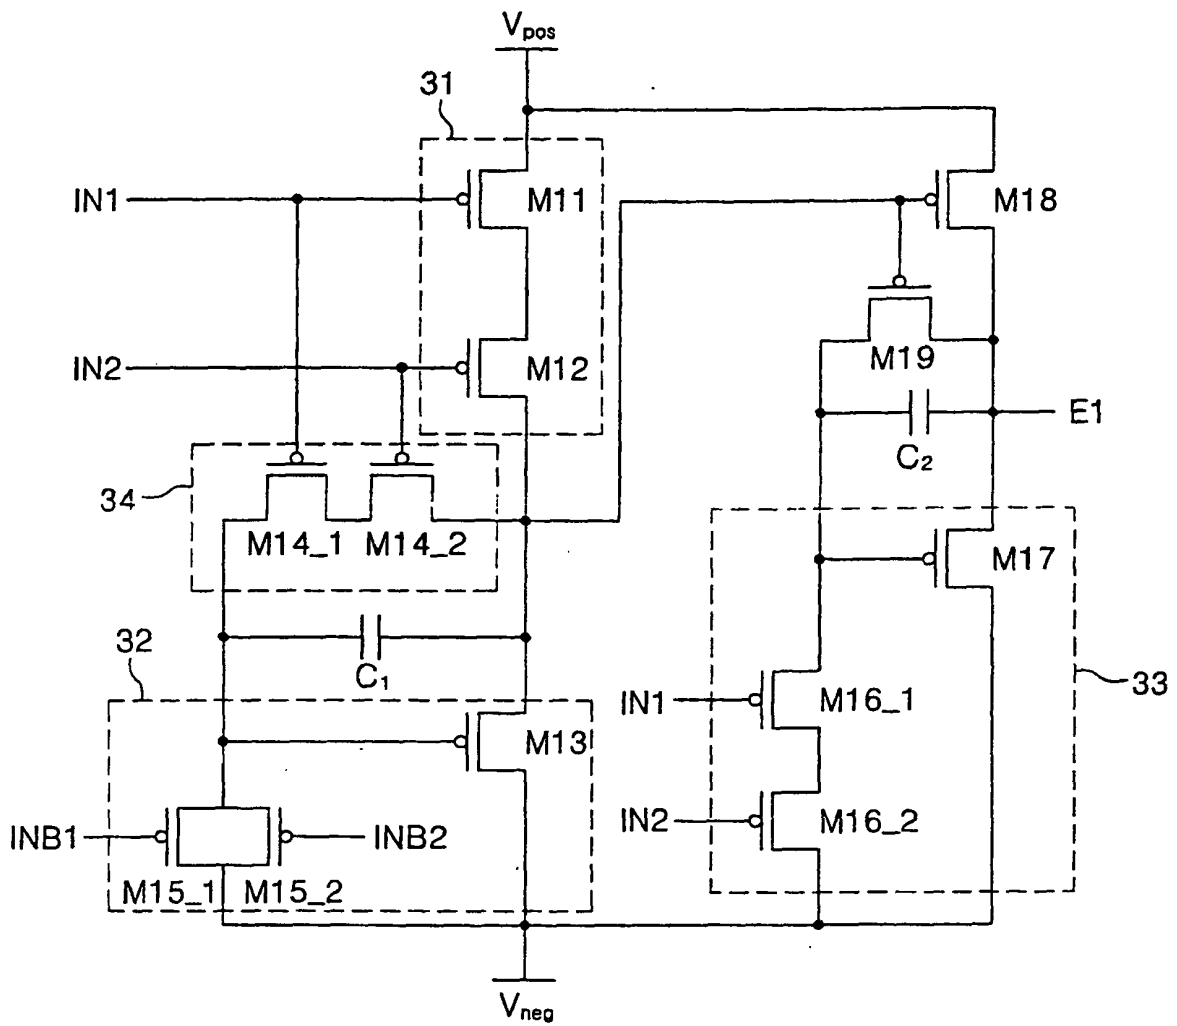 Vpos
31
IN1
M11
M18
IN2
M12
M19
E1
C2
34
M14_1
M14_2
M17
32
C1
33
IN1
M16_1
M13
INB1
INB2
IN2
M16_2
M15_1
M15_2
Vneg